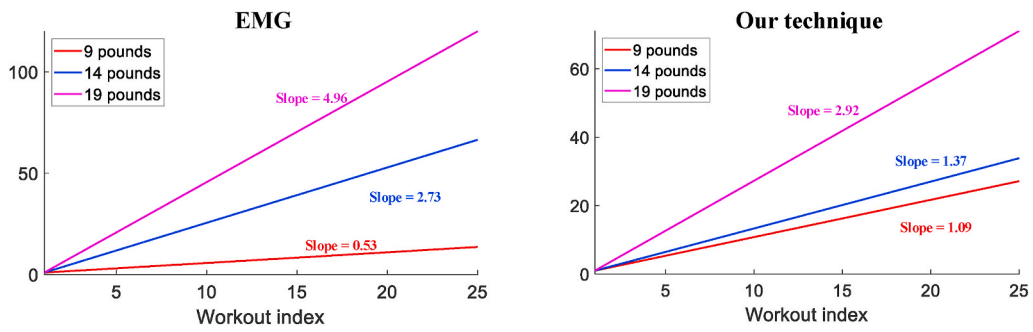 EMG
9 pounds
14 pounds
19 pounds
100
50
0
Slope = 4.96
Slope = 2.73
Slope = 0.53
5 10 15 20 25
Workout index
Our technique
9 pounds
14 pounds
19 pounds
60
40
20
0
Slope = 2.92
Slope = 1.37
Slope = 1.09
5 10 15 20 25
Workout index